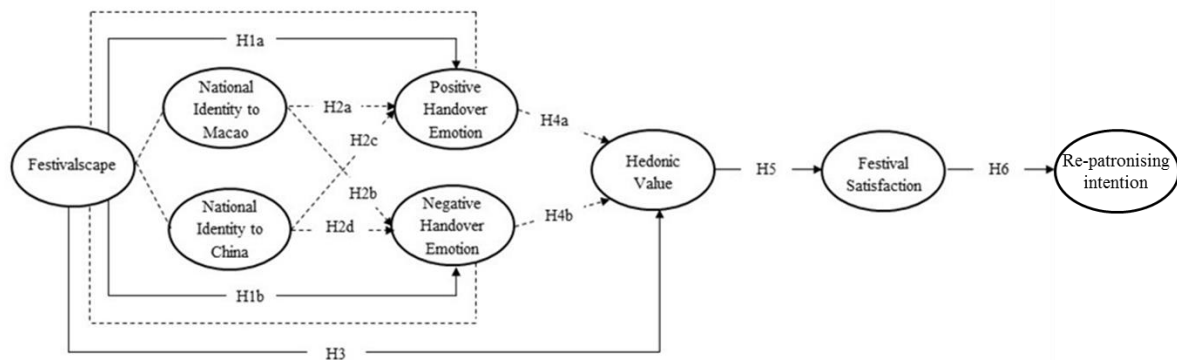 H1a
National
Identity to
Macao
H2a
Positive
Handover
Emotion
H2c
H4a
Festivalscape
Hedonic
Value
H5
Festival
Satisfaction
H6
Re-patronising
intention
H2b
National
Identity to
China
H2d
Negative
Handover
Emotion
H4b
H1b
H3